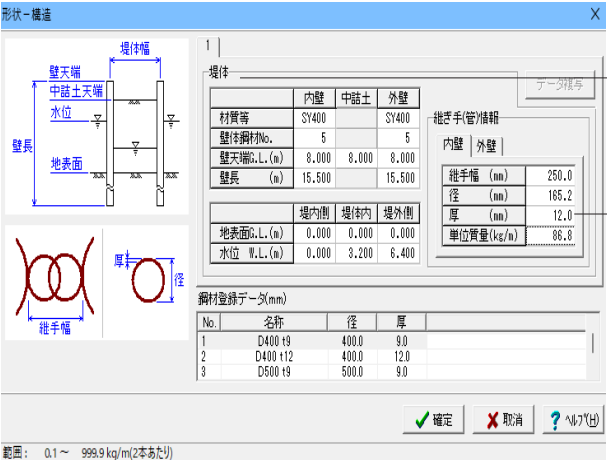 形状－構造
X
堤体幅
壁天端
中詰土天端
水位
壁長
地表面
厚
径
継手幅
1
堤体
データ複写
内壁 中詰土 外壁
材質等 SY400 SY400
壁体鋼材No. 5 5
壁天端G.L.(m) 8.000 8.000 8.000
壁長 (m) 15.500 15.500
堤内側 堤体内 堤外側
地表面G.L.(m) 0.000 0.000 0.000
水位 W.L.(m) 0.000 3.200 6.400
継ぎ手(管)情報
内壁 外壁
継手幅 (mm) 250.0
径 (mm) 165.2
厚 (mm) 12.0
単位質量(kg/m) 86.8
鋼材登録データ(mm)
No. 名称 径 厚
1 D400 t9 400.0 9.0
2 D400 t12 400.0 12.0
3 D500 t9 500.0 9.0
確定 取消 ? ﾍﾙﾌﾟ(H)
範囲： 0.1～ 999.9 kg/m(2本あたり)